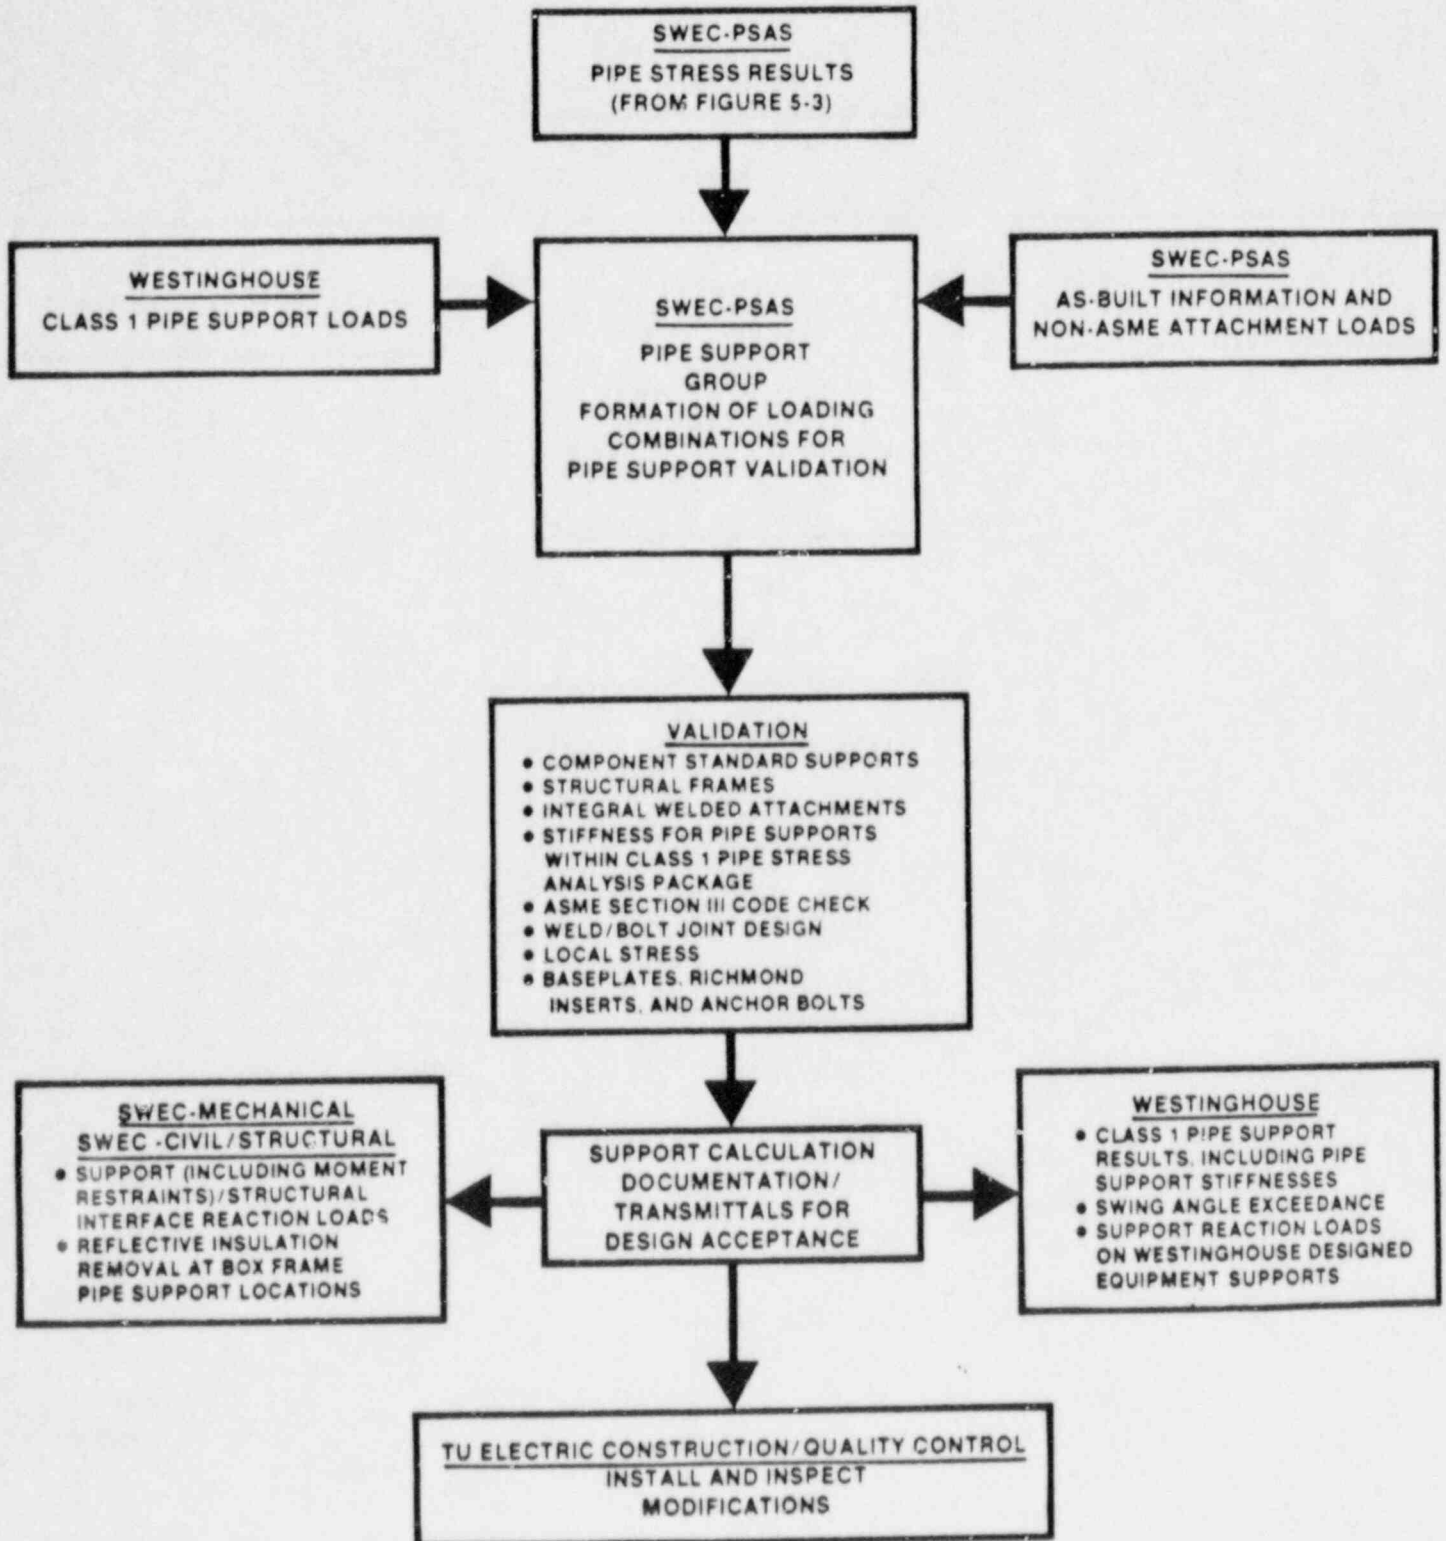 SWEC-PSAS
PIPE STRESS RESULTS
(FROM FIGURE 5-3)
WESTINGHOUSE
CLASS 1 PIPE SUPPORT LOADS
SWEC-PSAS
PIPE SUPPORT
GROUP
FORMATION OF LOADING
COMBINATIONS FOR
PIPE SUPPORT VALIDATION
SWEC-PSAS
AS-BUILT INFORMATION AND
NON-ASME ATTACHMENT LOADS
VALIDATION
• COMPONENT STANDARD SUPPORTS
• STRUCTURAL FRAMES
• INTEGRAL WELDED ATTACHMENTS
• STIFFNESS FOR PIPE SUPPORTS
WITHIN CLASS 1 PIPE STRESS
ANALYSIS PACKAGE
• ASME SECTION III CODE CHECK
• WELD/BOLT JOINT DESIGN
• LOCAL STRESS
• BASEPLATES, RICHMOND
INSERTS, AND ANCHOR BOLTS
SWEC-MECHANICAL
SWEC-CIVIL/STRUCTURAL
• SUPPORT (INCLUDING MOMENT
RESTRAINTS)/STRUCTURAL
INTERFACE REACTION LOADS
• REFLECTIVE INSULATION
REMOVAL AT BOX FRAME
PIPE SUPPORT LOCATIONS
SUPPORT CALCULATION
DOCUMENTATION/
TRANSMITTALS FOR
DESIGN ACCEPTANCE
WESTINGHOUSE
• CLASS 1 PIPE SUPPORT
RESULTS, INCLUDING PIPE
SUPPORT STIFFNESSES
• SWING ANGLE EXCEEDANCE
• SUPPORT REACTION LOADS
ON WESTINGHOUSE DESIGNED
EQUIPMENT SUPPORTS
TU ELECTRIC CONSTRUCTION/QUALITY CONTROL
INSTALL AND INSPECT
MODIFICATIONS